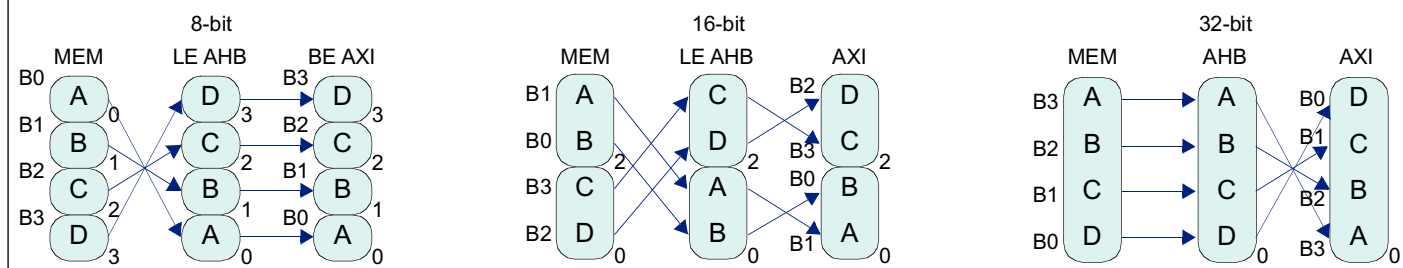 8-bit
MEM LE AHB BE AXI
B0 A 0 D 3 B3 D 3
B1 B 1 C 2 B2 C 2
B2 C 2 B 1 B1 B 1
B3 D 3 A 0 B0 A 0
16-bit
MEM LE AHB AXI
B1 A C B2 D
B0 B 2 D 2 B3 C 2
B3 C A B0 B
B2 D 0 B 0 B1 A 0
32-bit
MEM AHB AXI
B3 A A B0 D
B2 B B B1 C
B1 C C B2 B
B0 D D 0 B3 A 0